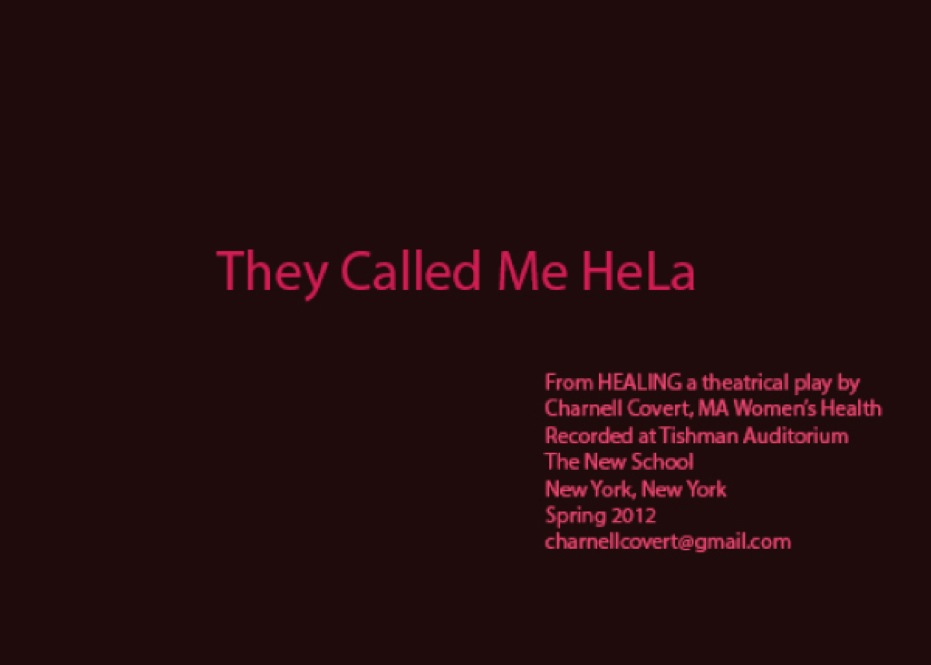 They Called Me HeLa
From HEALING a theatrical play by
Charnell Covert, MA Women's Health
Recorded at Tishman Auditorium
The New School
New York, New York
Spring 2012
charnellcovert@gmail.com